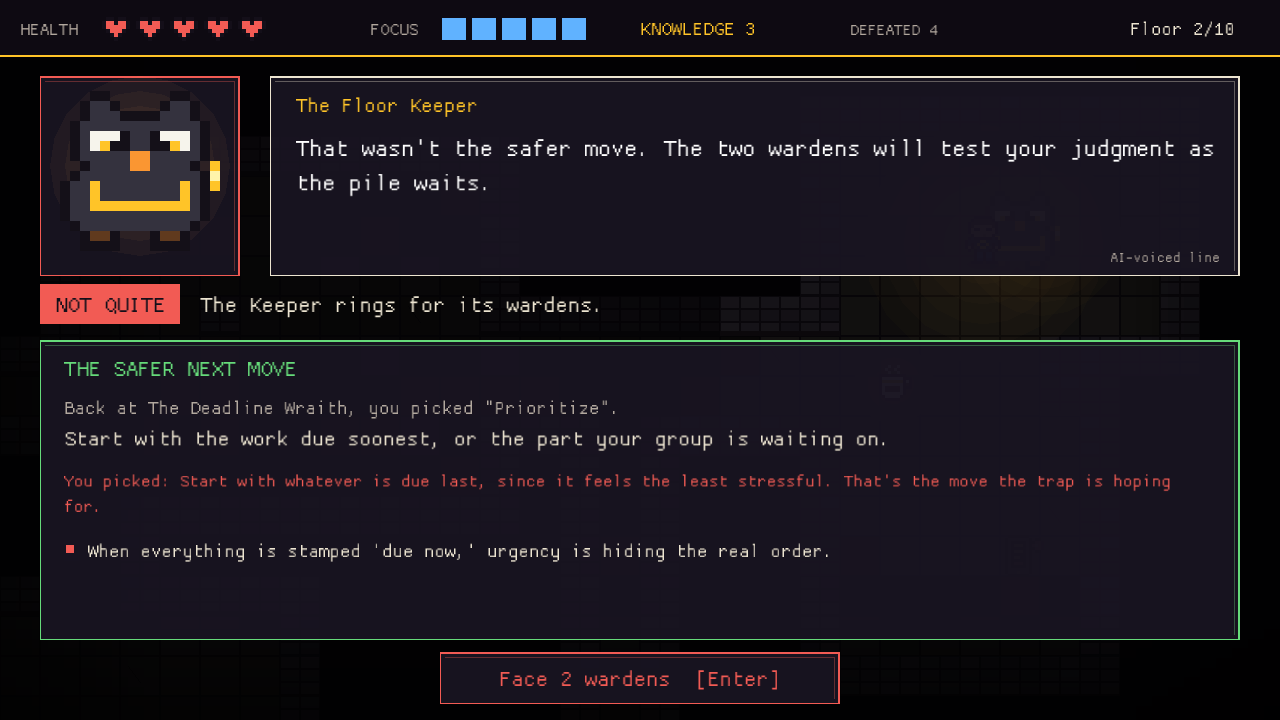 HEALTH FOCUS KNOWLEDGE 3 DEFEATED 4 Floor 2/10
The Floor Keeper
That wasn't the safer move. The two wardens will test your judgment as
the pile waits.
AI-voiced line
NOT QUITE The Keeper rings for its wardens.
THE SAFER NEXT MOVE
Back at The Deadline Wraith, you picked "Prioritize".
Start with the work due soonest, or the part your group is waiting on.
You picked: Start with whatever is due last, since it feels the least stressful. That's the move the trap is hoping
for.
When everything is stamped 'due now,' urgency is hiding the real order.
Face 2 wardens [Enter]